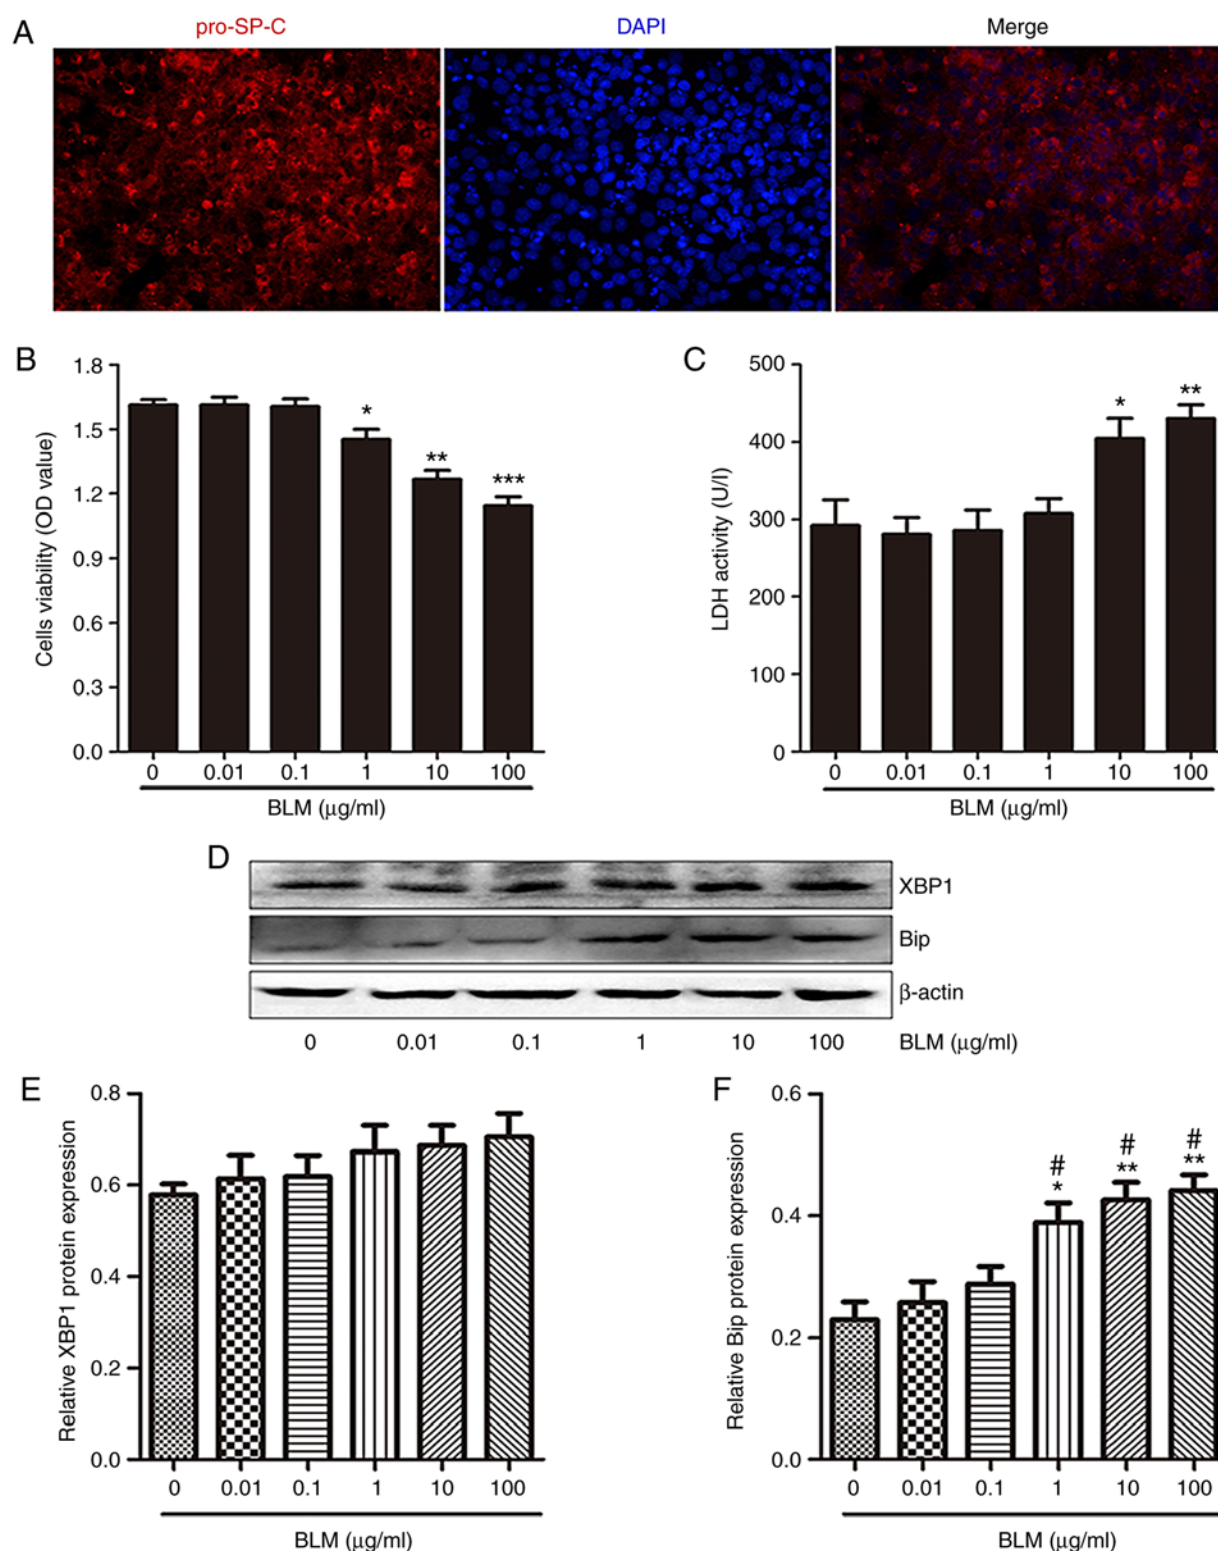 A
pro-SP-C
DAPI
Merge
B
Cells viability (OD value)
1.8
1.5
1.2
0.9
0.6
0.3
0.0
*
**
***
0 0.01 0.1 1 10 100
BLM (μg/ml)
C
LDH activity (U/l)
500
400
300
200
100
0
*
**
0 0.01 0.1 1 10 100
BLM (μg/ml)
D
XBP1
Bip
β-actin
0 0.01 0.1 1 10 100 BLM (μg/ml)
E
Relative XBP1 protein expression
0.8
0.6
0.4
0.2
0.0
0 0.01 0.1 1 10 100
BLM (μg/ml)
F
Relative Bip protein expression
0.6
0.4
0.2
0.0
# # #
* ** **
0 0.01 0.1 1 10 100
BLM (μg/ml)